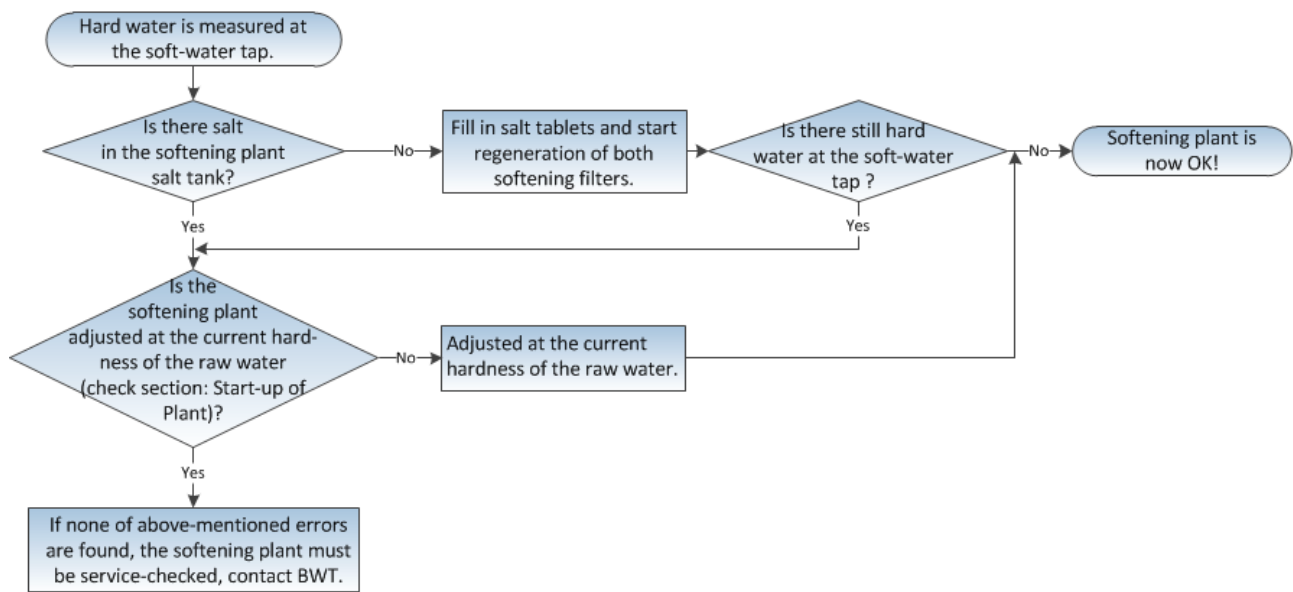 Hard water is measured at
the soft-water tap.
Is there salt
in the softening plant
salt tank?
No
Fill in salt tablets and start
regeneration of both
softening filters.
Is there still hard
water at the soft-water
tap ?
No
Softening plant is
now OK!
Yes
Yes
Is the
softening plant
adjusted at the current hard-
ness of the raw water
(check section: Start-up of
Plant)?
No
Adjusted at the current
hardness of the raw water.
Yes
If none of above-mentioned errors
are found, the softening plant must
be service-checked, contact BWT.